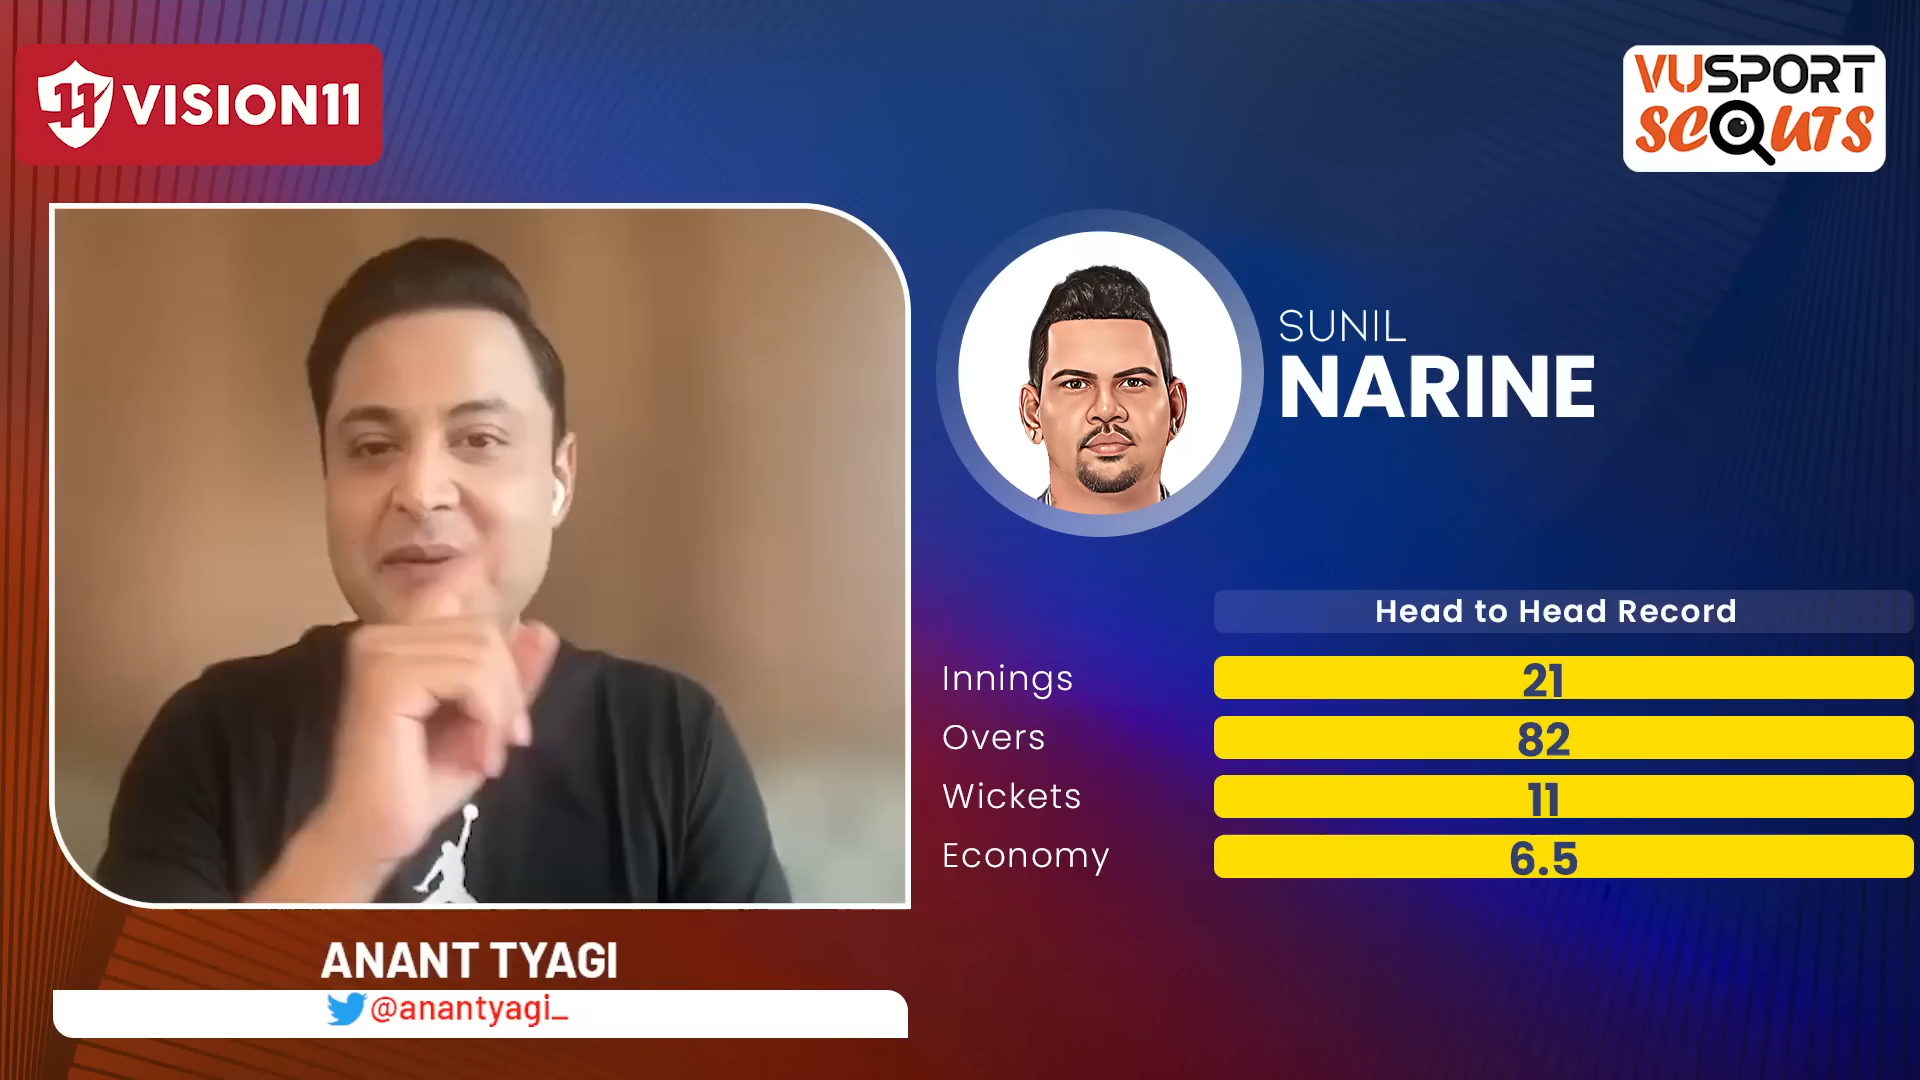 VISION11
VUSPORT
SCOUTS
SUNIL
NARINE
Head to Head Record
Innings 21
Overs 82
Wickets 11
Economy 6.5
ANANT TYAGI
@anantyagi_